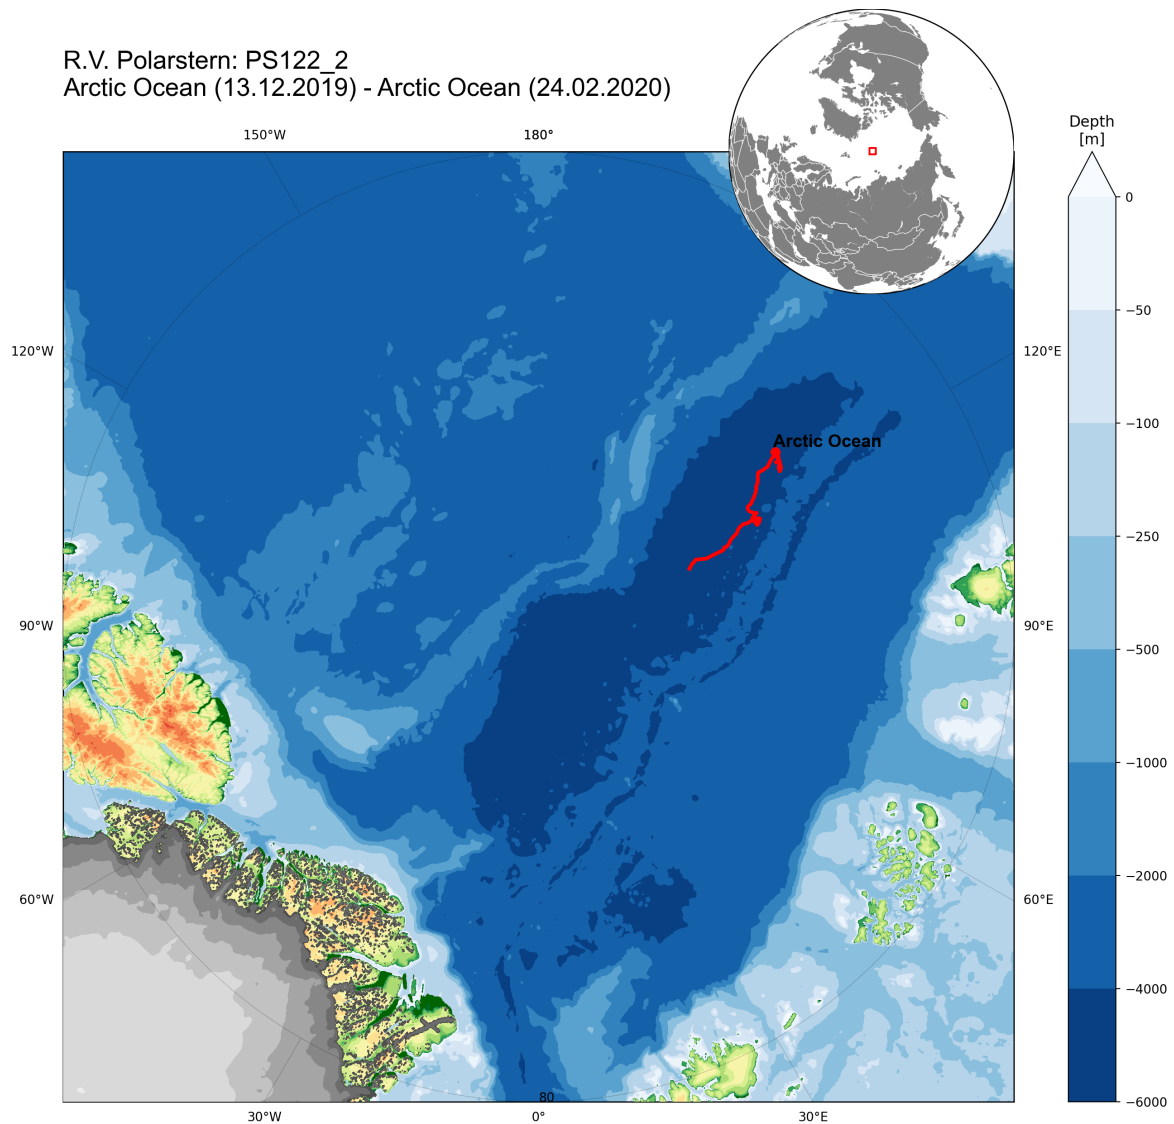 R.V. Polarstern: PS122_2
Arctic Ocean (13.12.2019) - Arctic Ocean (24.02.2020)
150°W
180°
Depth
[m]
0
−50
−100
−250
−500
−1000
−2000
−4000
−6000
120°W
120°E
Arctic Ocean
90°W
90°E
60°W
60°E
80
30°W
0°
30°E